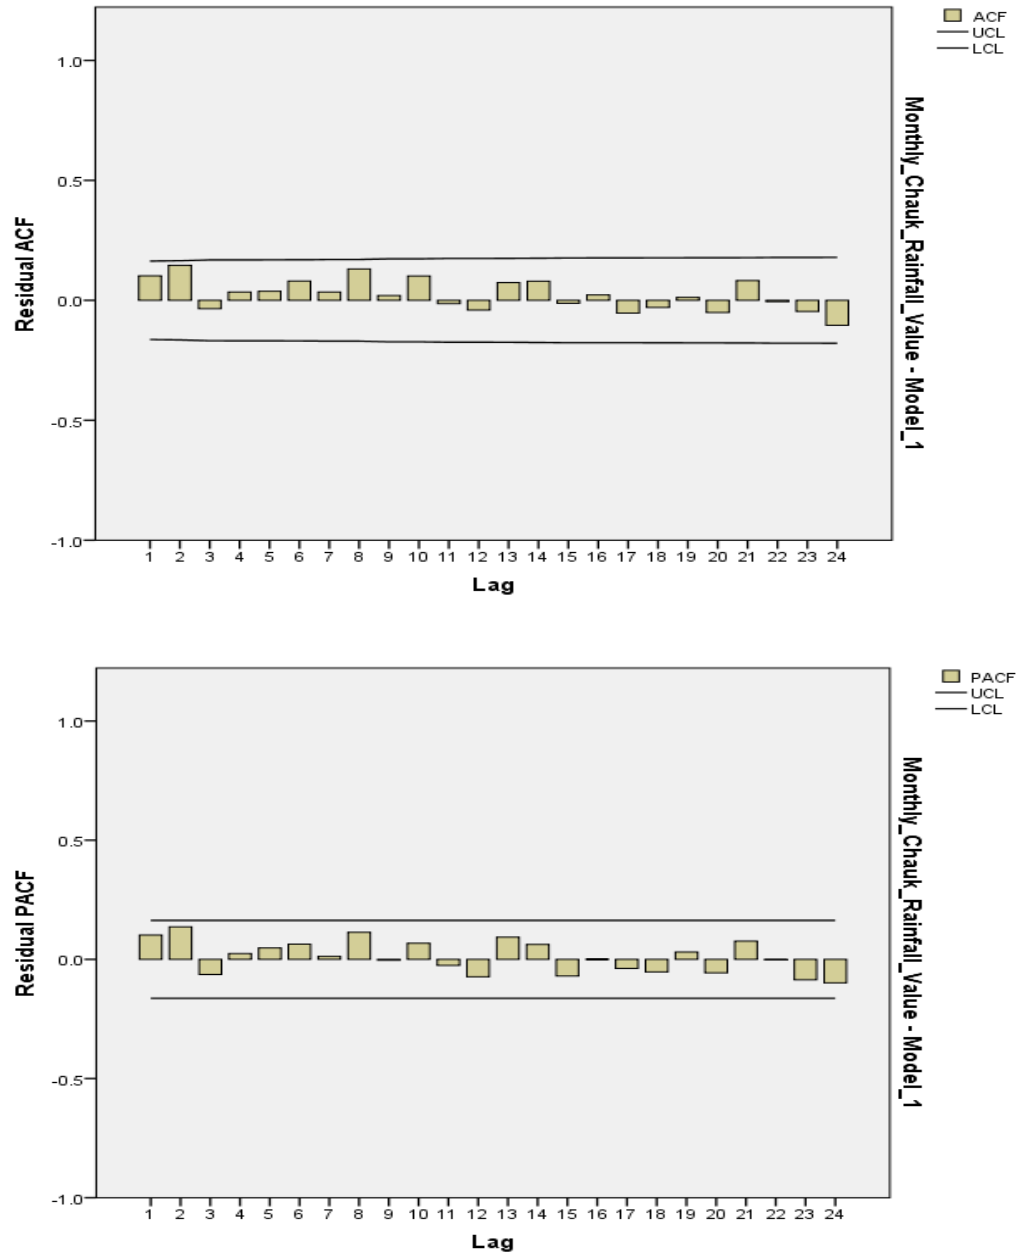 ACF
UCL
LCL
1.0
0.5
0.0
-0.5
-1.0
Residual ACF
1 2 3 4 5 6 7 8 9 10 11 12 13 14 15 16 17 18 19 20 21 22 23 24
Lag
Monthly_Chauk_Rainfall_Value - Model_1
PACF
UCL
LCL
1.0
0.5
0.0
-0.5
-1.0
Residual PACF
1 2 3 4 5 6 7 8 9 10 11 12 13 14 15 16 17 18 19 20 21 22 23 24
Lag
Monthly_Chauk_Rainfall_Value - Model_1